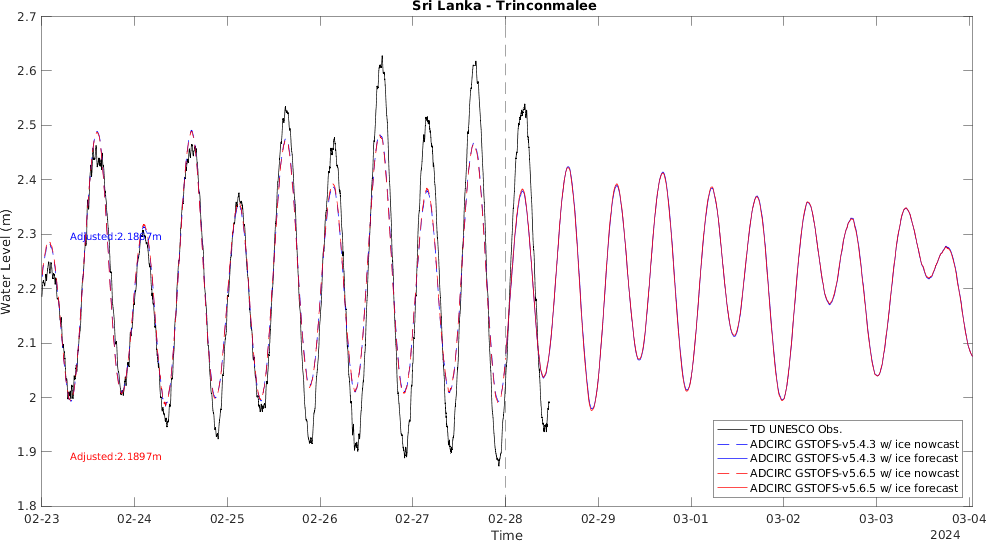 Sri Lanka - Trinconmalee
2.7
2.6
2.5
2.4
2.3
2.2
2.1
2
1.9
1.8
Water Level (m)
Adjusted:2.1897m
Adjusted:2.1897m
TD UNESCO Obs.
ADCIRC GSTOFS-v5.4.3 w/ ice nowcast
ADCIRC GSTOFS-v5.4.3 w/ ice forecast
ADCIRC GSTOFS-v5.6.5 w/ ice nowcast
ADCIRC GSTOFS-v5.6.5 w/ ice forecast
02-23 02-24 02-25 02-26 02-27 02-28 02-29 03-01 03-02 03-03 03-04
Time
2024